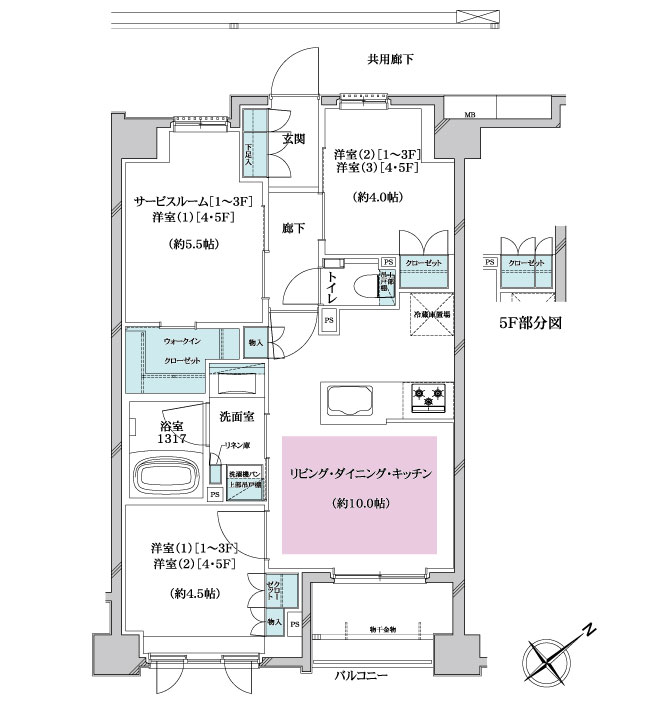 共用廊下
MB
玄関
下足入
洋室(2)[1〜3F]
洋室(3)[4・5F]
(約4.0帖)
サービスルーム[1〜3F]
洋室(1)[4・5F]
(約5.5帖)
廊下
トイレ
上部
吊戸棚
PS
クローゼット
PS
クローゼット
5F部分図
PS
冷蔵庫置場
物入
ウォークイン
クローゼット
洗面室
浴室
1317
リネン庫
洗濯機パン
上部吊戸棚
PS
リビング・ダイニング・キッチン
(約10.0帖)
洋室(1)[1〜3F]
洋室(2)[4・5F]
(約4.5帖)
クローゼット
物入
PS
物干金物
バルコニー
N